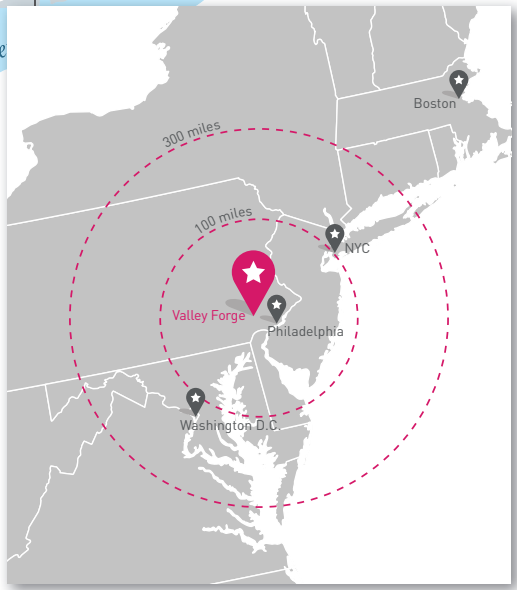 Boston
300 miles
100 miles
NYC
Valley Forge
Philadelphia
Washington D.C.